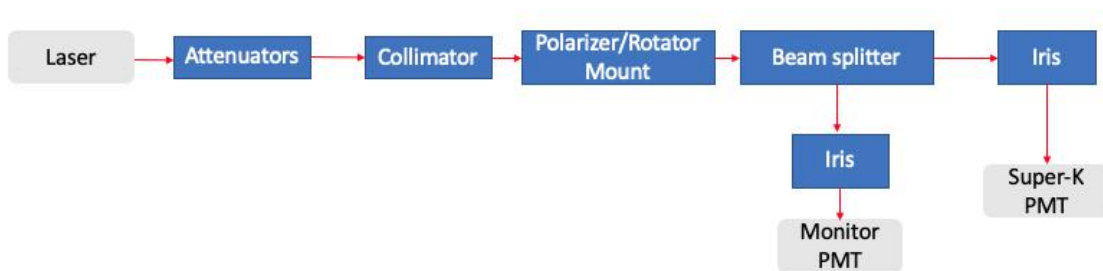 Laser
Attenuators
Collimator
Polarizer/Rotator
Mount
Beam splitter
Iris
Iris
Super-K
PMT
Monitor
PMT